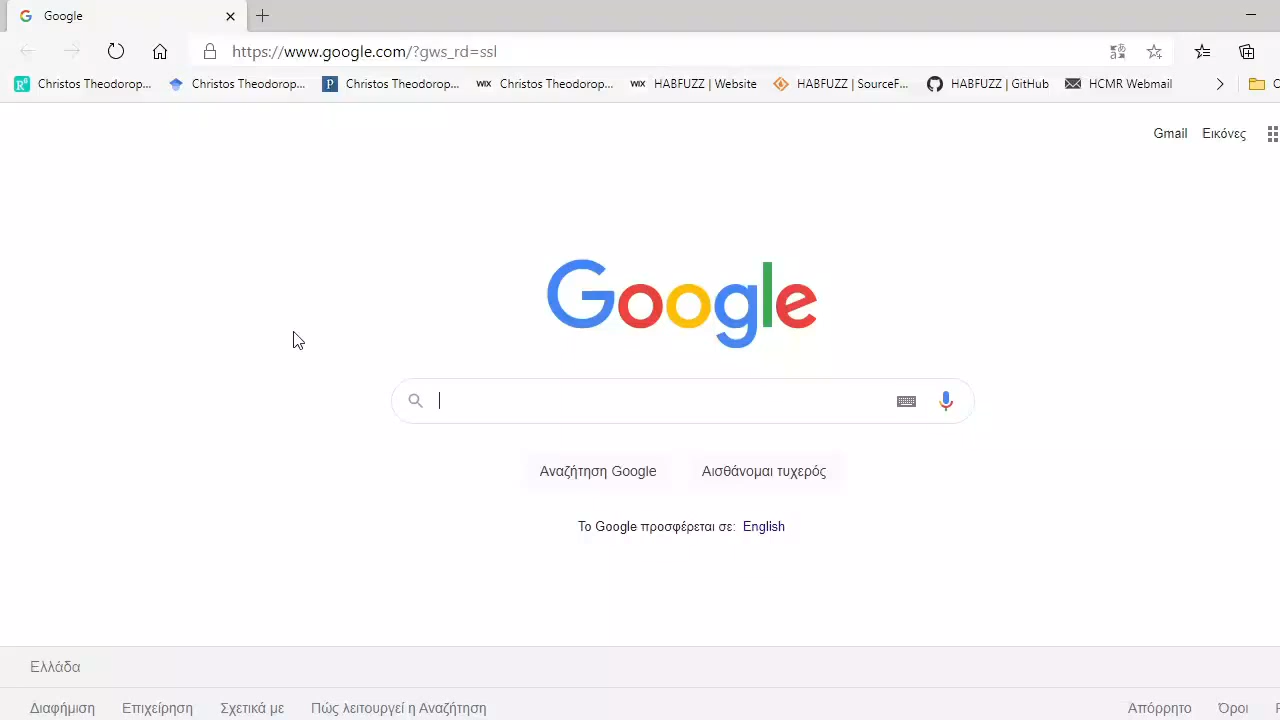 Google
https://www.google.com/?gws_rd=ssl
Christos Theodorop... Christos Theodorop... Christos Theodorop... WIX Christos Theodorop... WIX HABFUZZ | Website HABFUZZ | SourceF... HABFUZZ | GitHub HCMR Webmail
Gmail Εικόνες
Google
Αναζήτηση Google Αισθάνομαι τυχερός
Το Google προσφέρεται σε: English
Ελλάδα
Διαφήμιση Επιχείρηση Σχετικά με Πώς λειτουργεί η Αναζήτηση Απόρρητο Όροι